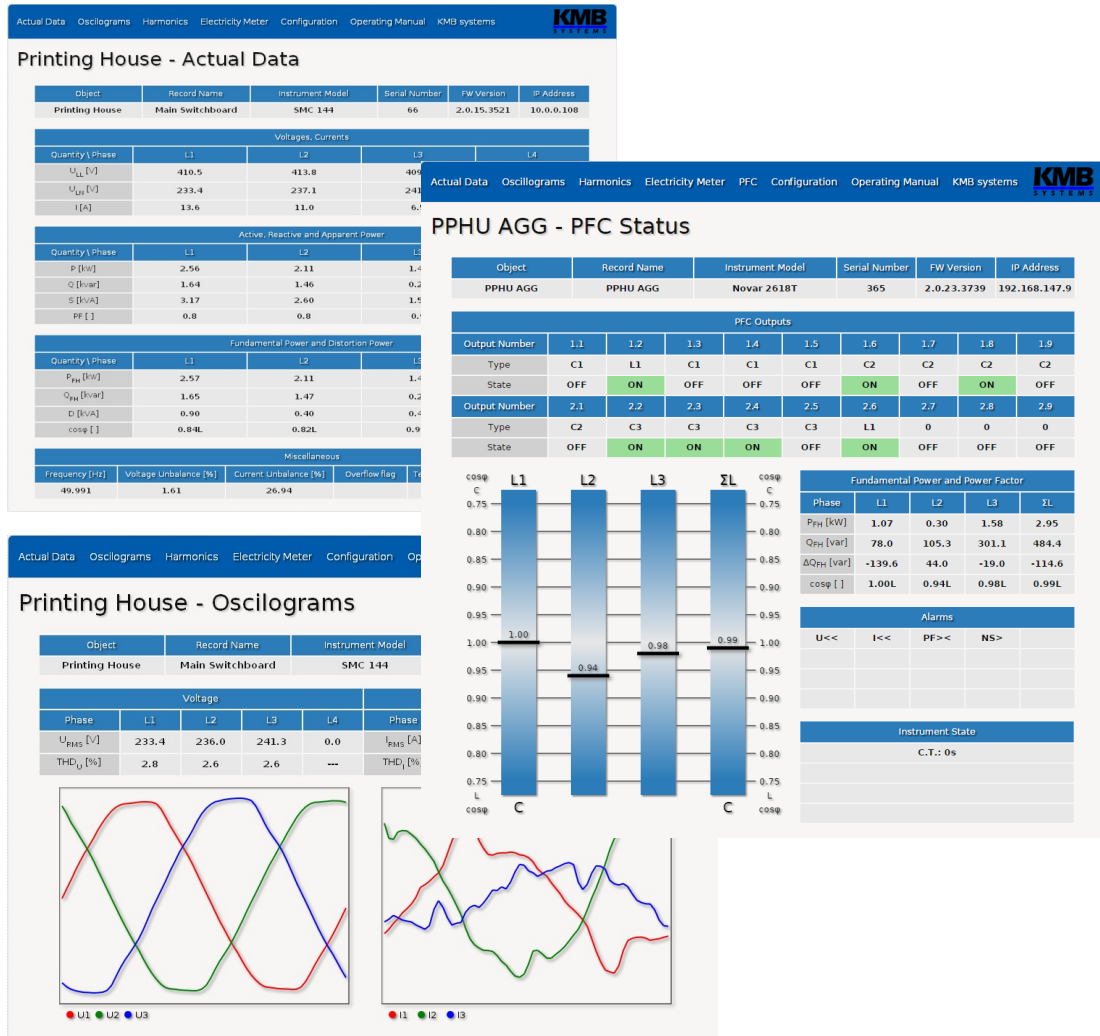 Actual Data Oscilograms Harmonics Electricity Meter Configuration Operating Manual KMB systems KMB SYSTEMS
Printing House - Actual Data
Object Record Name Instrument Model Serial Number FW Version IP Address
Printing House Main Switchboard SMC 144 66 2.0.15.3521 10.0.0.108
Voltages, Currents
Quantity \ Phase L1 L2 L3 L4
ULL [V] 410.5 413.8 409
ULN [V] 233.4 237.1 241
I [A] 13.6 11.0 6.
Active, Reactive and Apparent Power
Quantity \ Phase L1 L2
P [kW] 2.56 2.11 1.4
Q [kvar] 1.64 1.46 0.2
S [kVA] 3.17 2.60 1.5
PF [ ] 0.8 0.8 0.
Fundamental Power and Distortion Power
Quantity \ Phase L1 L2
PFH [kW] 2.57 2.11 1.4
QFH [kvar] 1.65 1.47 0.2
D [kVA] 0.90 0.40 0.4
cosφ [ ] 0.84L 0.82L 0.9
Miscellaneous
Frequency [Hz] Voltage Unbalance [%] Current Unbalance [%] Overflow flag
49.991 1.61 26.94
Actual Data Oscillograms Harmonics Electricity Meter PFC Configuration Operating Manual KMB systems KMB SYSTEMS
PPHU AGG - PFC Status
Object Record Name Instrument Model Serial Number FW Version IP Address
PPHU AGG PPHU AGG Novar 2618T 365 2.0.23.3739 192.168.147.9
PFC Outputs
Output Number 1.1 1.2 1.3 1.4 1.5 1.6 1.7 1.8 1.9
Type C1 L1 C1 C1 C1 C2 C2 C2 C2
State OFF ON OFF OFF OFF ON OFF ON OFF
Output Number 2.1 2.2 2.3 2.4 2.5 2.6 2.7 2.8 2.9
Type C2 C3 C3 C3 C3 L1 0 0 0
State OFF ON ON ON OFF ON OFF OFF OFF
cosφ L1 L2 L3 ΣL cosφ
C C
0.75 0.75
0.80 0.80
0.85 0.85
0.90 0.90
0.95 0.95
1.00 1.00 0.94 0.98 0.99 1.00
0.95 0.95
0.90 0.90
0.85 0.85
0.80 0.80
0.75 0.75
L L
cosφ C C cosφ
Fundamental Power and Power Factor
Phase L1 L2 L3 ΣL
PFH [kW] 1.07 0.30 1.58 2.95
QFH [var] 78.0 105.3 301.1 484.4
ΔQFH [var] -139.6 44.0 -19.0 -114.6
cosφ [ ] 1.00L 0.94L 0.98L 0.99L
Alarms
U<< I<< PF>< NS>
Instrument State
C.T.: 0s
Actual Data Oscilograms Harmonics Electricity Meter Configuration Op
Printing House - Oscilograms
Object Record Name Instrument Model
Printing House Main Switchboard SMC 144
Voltage
Phase L1 L2 L3 L4 Phase
URMS [V] 233.4 236.0 241.3 0.0 IRMS [A]
THDU [%] 2.8 2.6 2.6 --- THDI [%
U1 U2 U3
I1 I2 I3